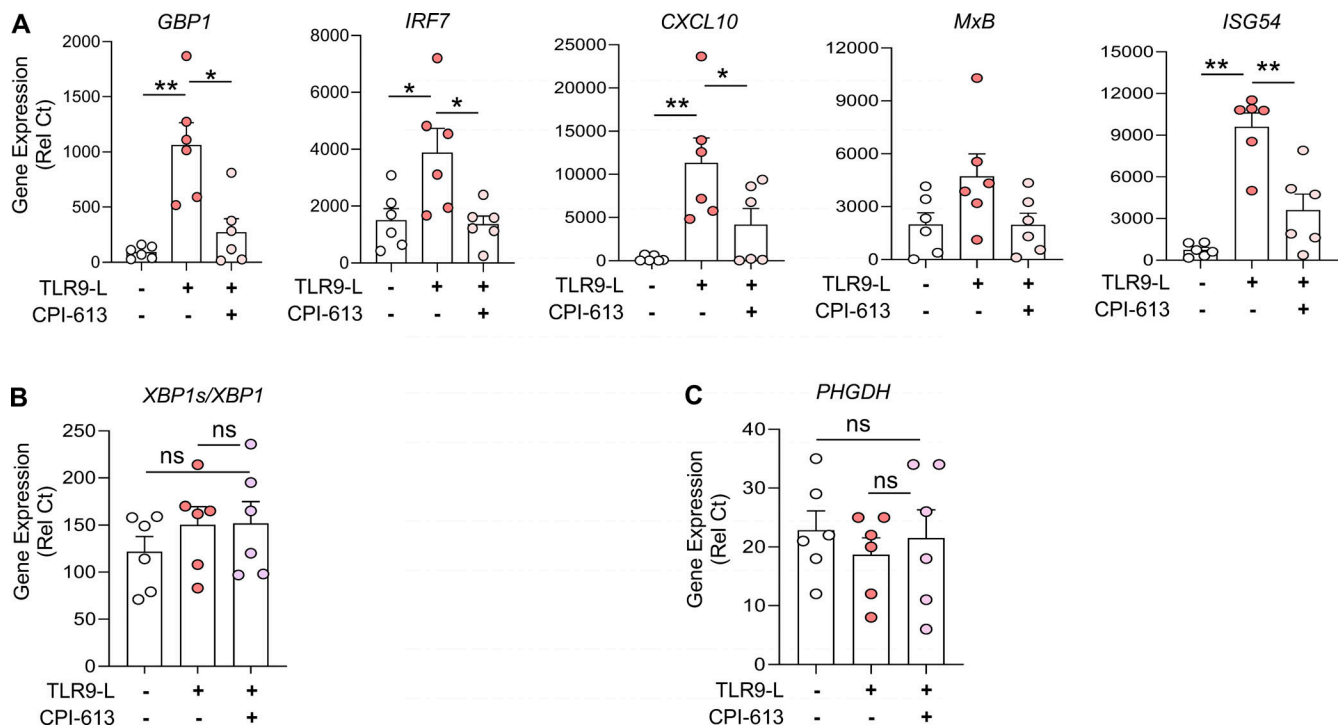 A
GBP1
Gene Expression
(Rel Ct)
2000
1500
1000
500
0
** *
TLR9-L - + +
CPI-613 - - +
IRF7
8000
6000
4000
2000
0
* *
TLR9-L - + +
CPI-613 - - +
CXCL10
25000
20000
15000
10000
5000
0
** *
TLR9-L - + +
CPI-613 - - +
MxB
12000
9000
6000
3000
0
TLR9-L - + +
CPI-613 - - +
ISG54
15000
12000
9000
6000
3000
0
** **
TLR9-L - + +
CPI-613 - - +
B
XBP1s/XBP1
Gene Expression
(Rel Ct)
250
200
150
100
50
0
ns
ns
TLR9-L - + +
CPI-613 - - +
C
PHGDH
Gene Expression
(Rel Ct)
40
30
20
10
0
ns
ns
TLR9-L - + +
CPI-613 - - +